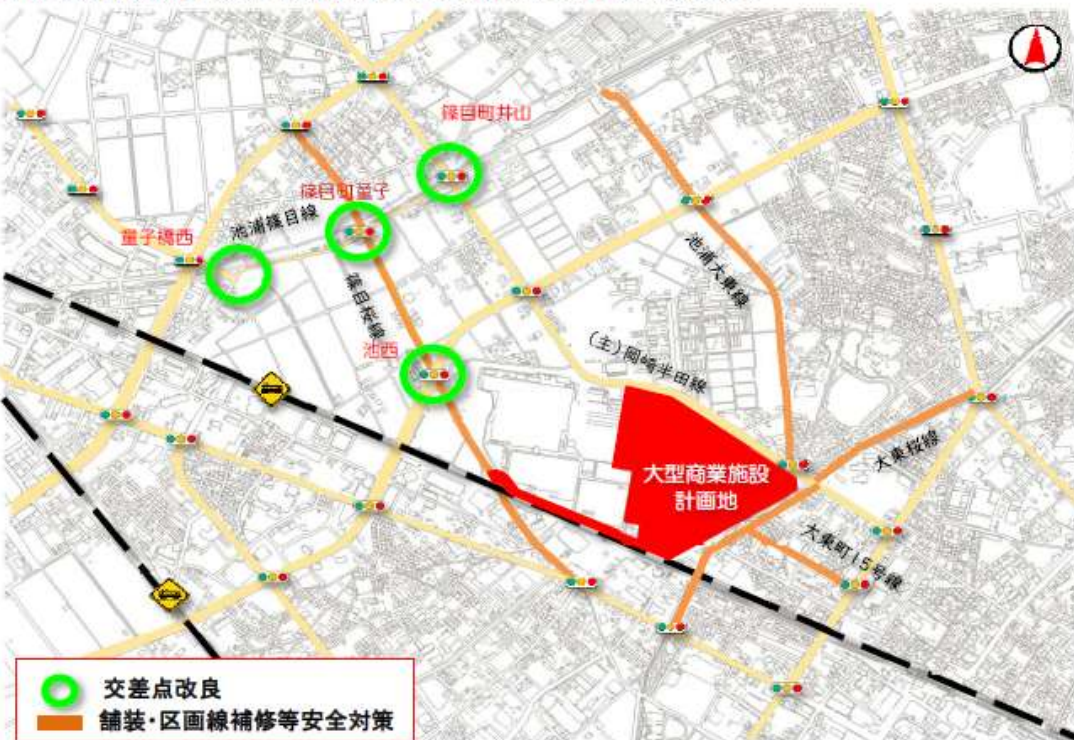 篠目町井山
篠目町童子
池浦篠目線
童子橋西
池浦大東線
篠目桜線
池西
(主)岡崎半田線
大東桜線
大型商業施設
計画地
大東町15号線
交差点改良
舗装・区画線補修等安全対策